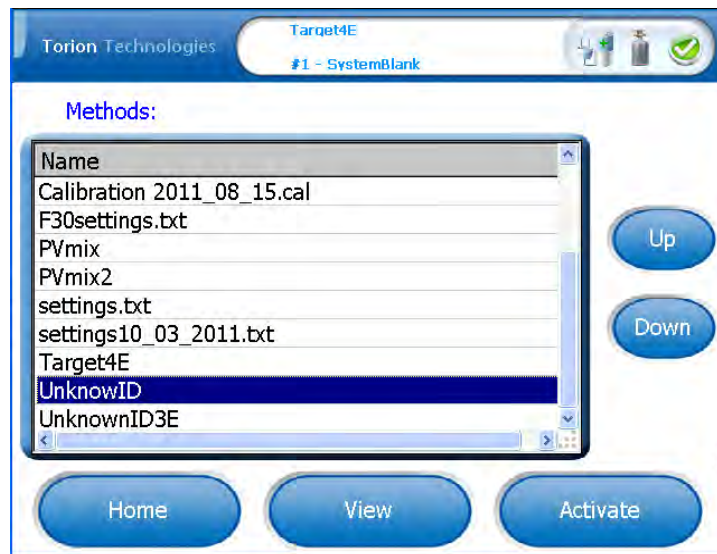 Torion Technologies
Target4E
#1 - SystemBlank
Methods:
Name
Calibration 2011_08_15.cal
F30settings.txt
PVmix
PVmix2
settings.txt
settings10_03_2011.txt
Target4E
UnknowID
UnknownID3E
Up
Down
Home
View
Activate